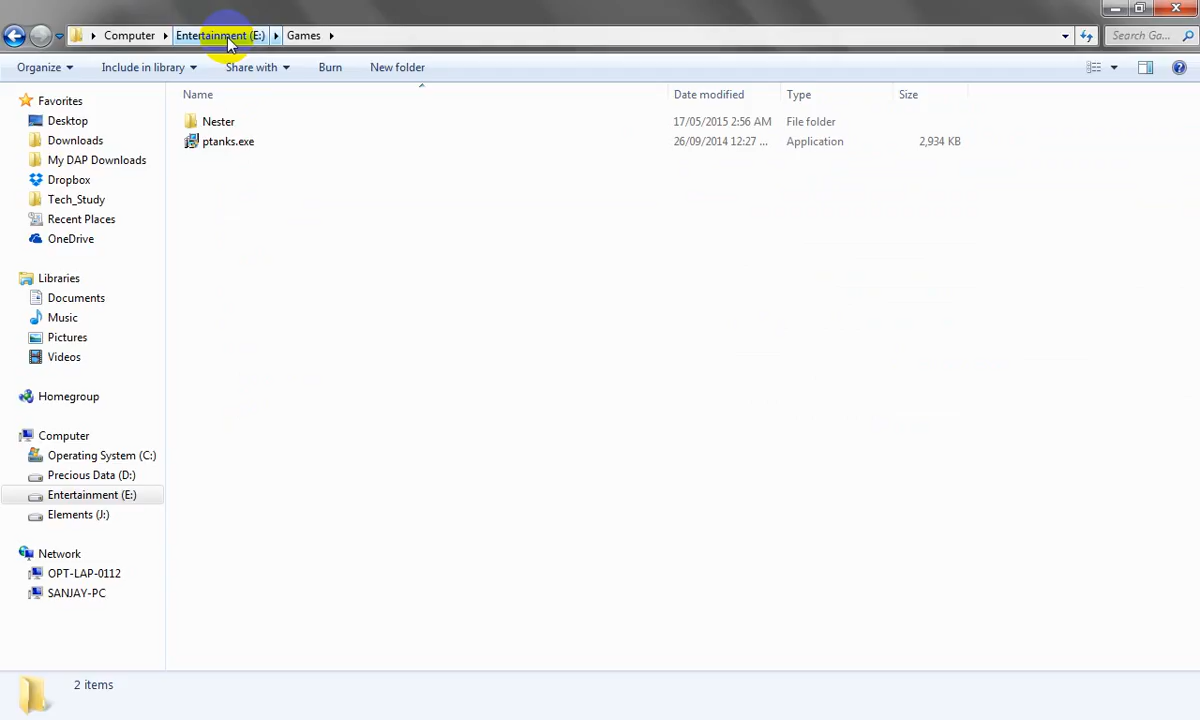 Computer Entertainment (E:) Games Search Ga...
Organize Include in library Share with Burn New folder
Name Date modified Type Size
Nester 17/05/2015 2:56 AM File folder
ptanks.exe 26/09/2014 12:27 ... Application 2,934 KB
Favorites
Desktop
Downloads
My DAP Downloads
Dropbox
Tech_Study
Recent Places
OneDrive
Libraries
Documents
Music
Pictures
Videos
Homegroup
Computer
Operating System (C:)
Precious Data (D:)
Entertainment (E:)
Elements (J:)
Network
OPT-LAP-0112
SANJAY-PC
2 items